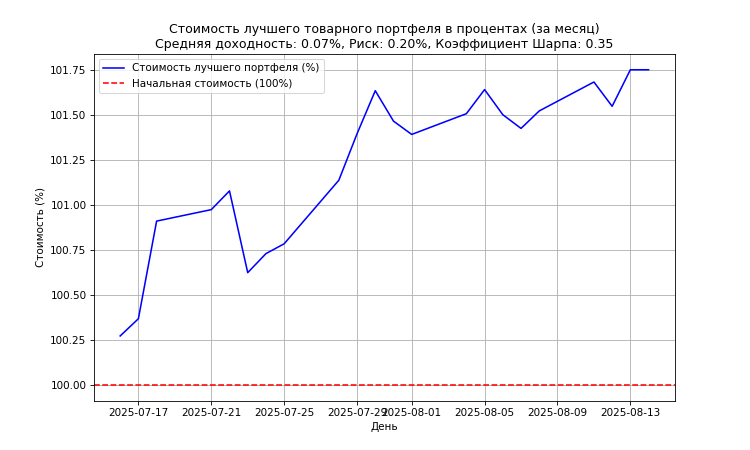 Стоимость лучшего товарного портфеля в процентах (за месяц)
Средняя доходность: 0.07%, Риск: 0.20%, Коэффициент Шарпа: 0.35
Стоимость лучшего портфеля (%)
Начальная стоимость (100%)
Стоимость (%)
101.75
101.50
101.25
101.00
100.75
100.50
100.25
100.00
2025-07-17 2025-07-21 2025-07-25 2025-07-29 2025-08-01 2025-08-05 2025-08-09 2025-08-13
День